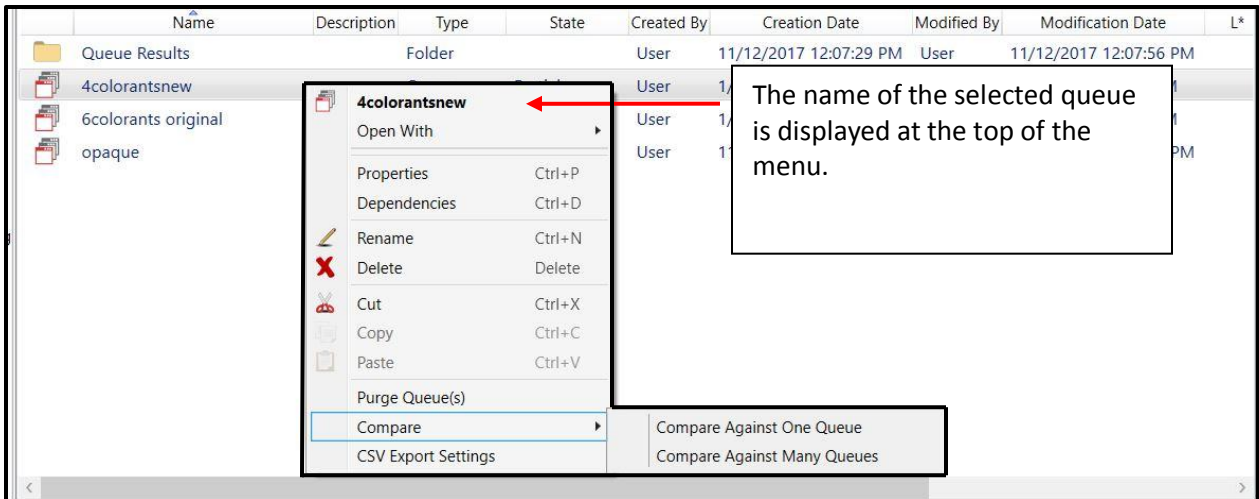 Name Description Type State Created By Creation Date Modified By Modification Date L*
Queue Results Folder User 11/12/2017 12:07:29 PM User 11/12/2017 12:07:56 PM
4colorantsnew User
6colorants original User
opaque User PM
4colorantsnew
Open With
Properties Ctrl+P
Dependencies Ctrl+D
Rename Ctrl+N
Delete Delete
Cut Ctrl+X
Copy Ctrl+C
Paste Ctrl+V
Purge Queue(s)
Compare
CSV Export Settings
Compare Against One Queue
Compare Against Many Queues
The name of the selected queue
is displayed at the top of the
menu.